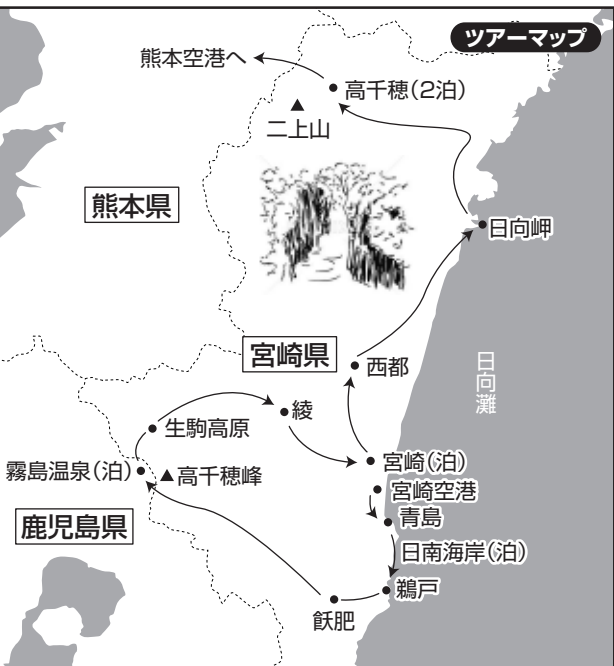 ツアーマップ
熊本空港へ
高千穂(2泊)
二上山
熊本県
日向岬
宮崎県
西都
日向灘
綾
生駒高原
宮崎(泊)
霧島温泉(泊)
高千穂峰
宮崎空港
青島
鹿児島県
日南海岸(泊)
鵜戸
飫肥